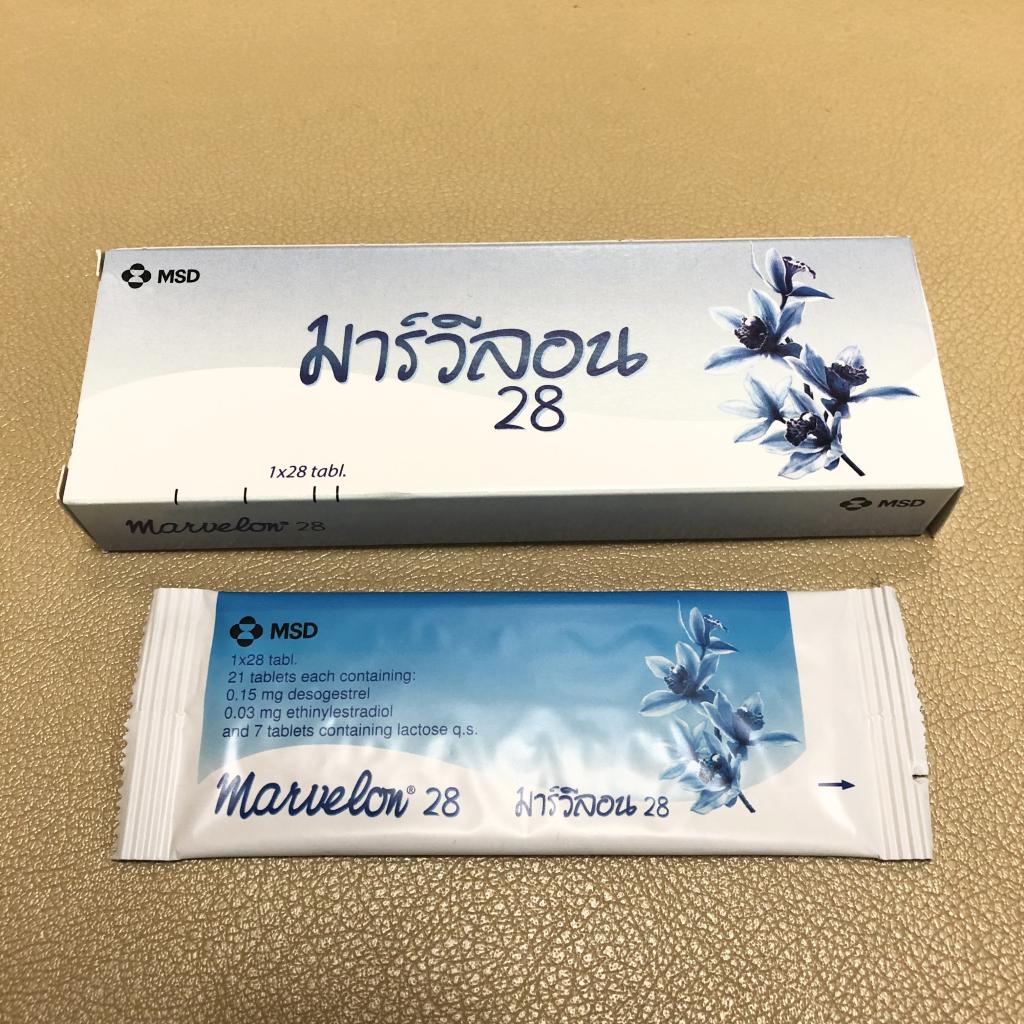 MSD
มาร์วีลอน
28
1x28 tabl.
Marvelon® 28
MSD
MSD
1x28 tabl.
21 tablets each containing:
0.15 mg desogestrel
0.03 mg ethinylestradiol
and 7 tablets containing lactose q.s.
Marvelon® 28
มาร์วีลอน 28